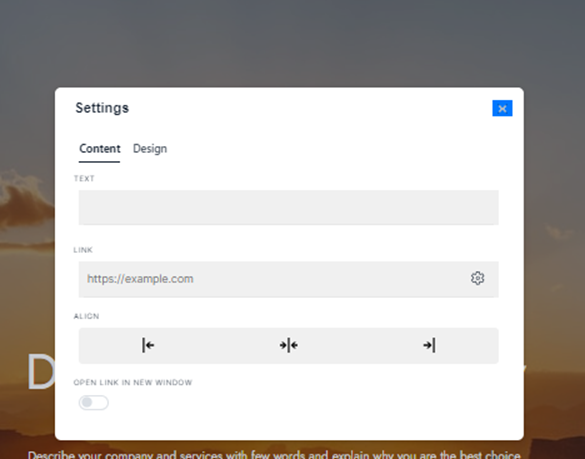 Settings
Content Design
TEXT
LINK
https://example.com
ALIGN
D
OPEN LINK IN NEW WINDOW
Describe your company and services with few words and explain why you are the best choice